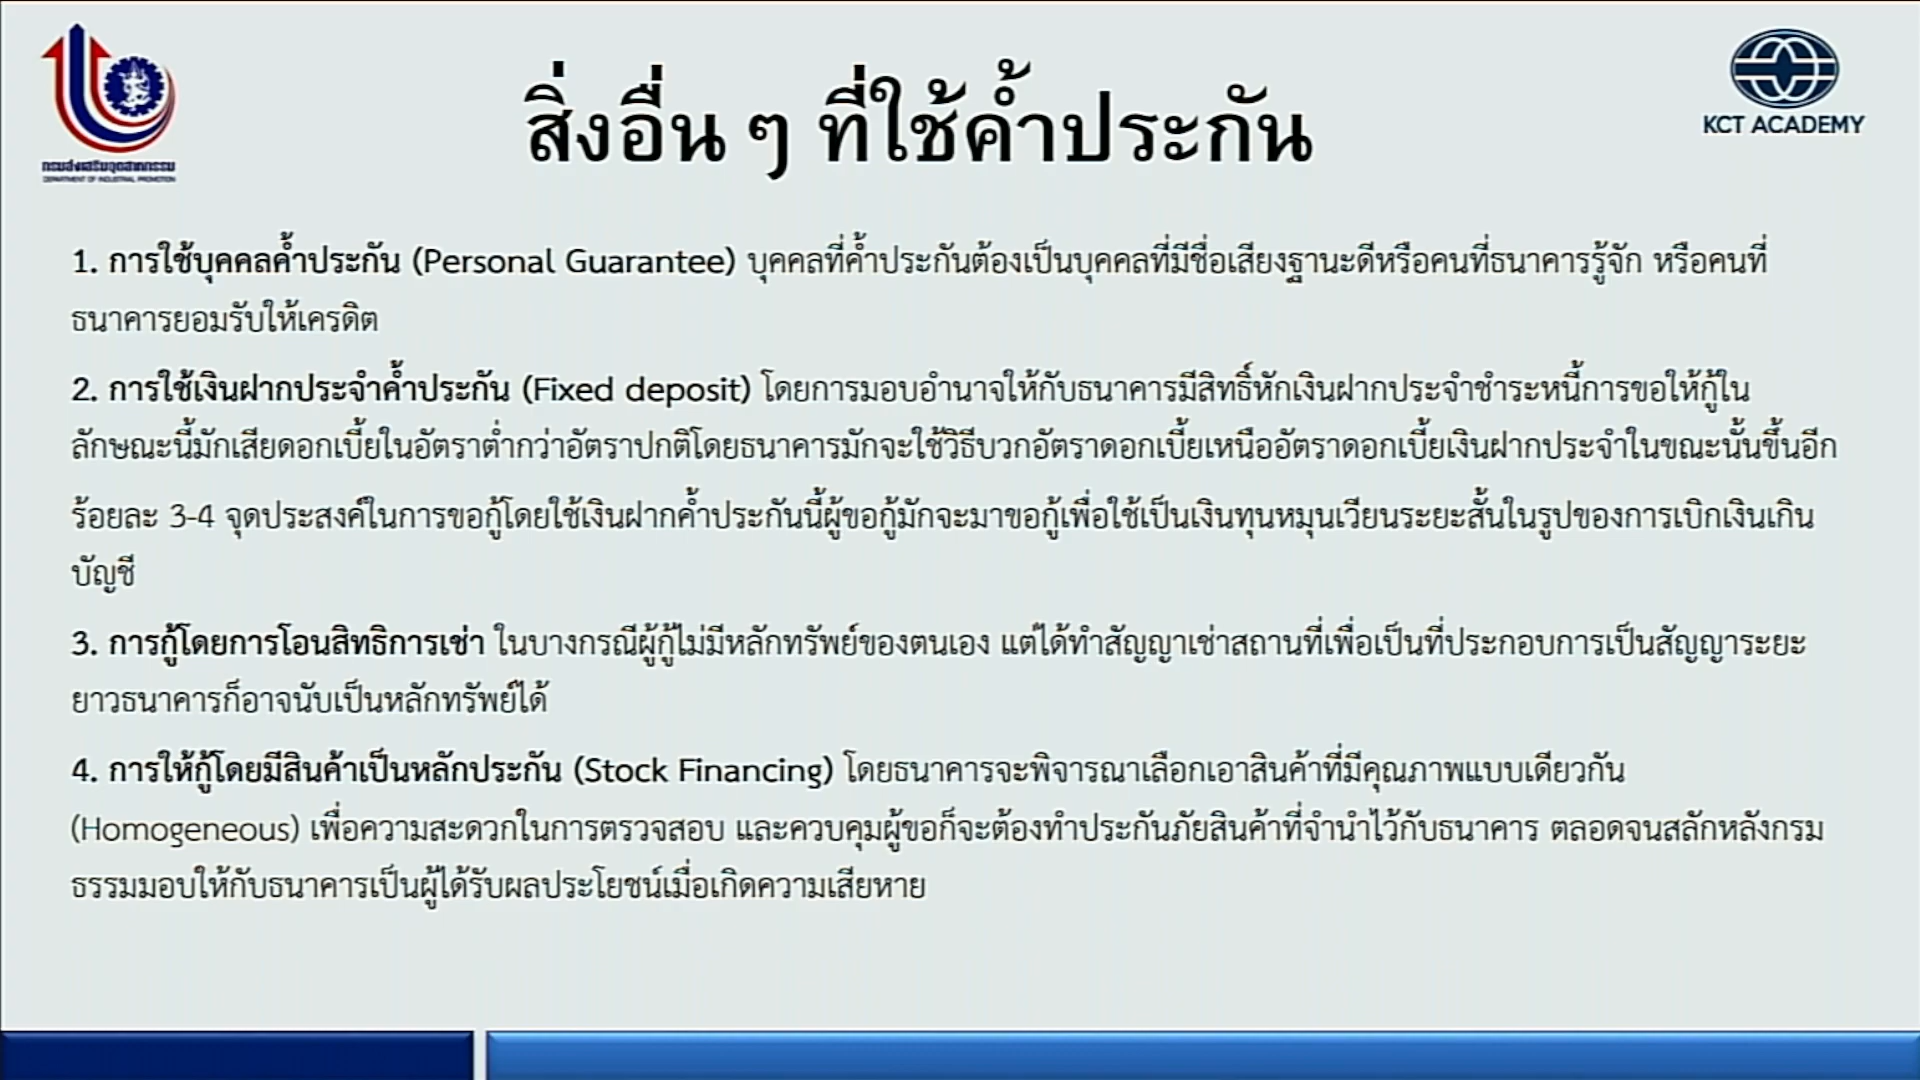 กรมส่งเสริมอุตสาหกรรม
DEPARTMENT OF INDUSTRIAL PROMOTION
KCT ACADEMY
สิ่งอื่น ๆ ที่ใช้ค้ำประกัน
1. การใช้บุคคลค้ำประกัน (Personal Guarantee) บุคคลที่ค้ำประกันต้องเป็นบุคคลที่มีชื่อเสียงฐานะดีหรือคนที่ธนาคารรู้จัก หรือคนที่
ธนาคารยอมรับให้เครดิต
2. การใช้เงินฝากประจำค้ำประกัน (Fixed deposit) โดยการมอบอำนาจให้กับธนาคารมีสิทธิ์หักเงินฝากประจำชำระหนี้การขอให้กู้ใน
ลักษณะนี้มักเสียดอกเบี้ยในอัตราต่ำกว่าอัตราปกติโดยธนาคารมักจะใช้วิธีบวกอัตราดอกเบี้ยเหนืออัตราดอกเบี้ยเงินฝากประจำในขณะนั้นขึ้นอีก
ร้อยละ 3-4 จุดประสงค์ในการขอกู้โดยใช้เงินฝากค้ำประกันนี้ผู้ขอกู้มักจะมาขอกู้เพื่อใช้เป็นเงินทุนหมุนเวียนระยะสั้นในรูปของการเบิกเงินเกิน
บัญชี
3. การกู้โดยการโอนสิทธิการเช่า ในบางกรณีผู้กู้ไม่มีหลักทรัพย์ของตนเอง แต่ได้ทำสัญญาเช่าสถานที่เพื่อเป็นที่ประกอบการเป็นสัญญาระยะ
ยาวธนาคารก็อาจนับเป็นหลักทรัพย์ได้
4. การให้กู้โดยมีสินค้าเป็นหลักประกัน (Stock Financing) โดยธนาคารจะพิจารณาเลือกเอาสินค้าที่มีคุณภาพแบบเดียวกัน
(Homogeneous) เพื่อความสะดวกในการตรวจสอบ และควบคุมผู้ขอก็จะต้องทำประกันภัยสินค้าที่จำนำไว้กับธนาคาร ตลอดจนสลักหลังกรม
ธรรมมอบให้กับธนาคารเป็นผู้ได้รับผลประโยชน์เมื่อเกิดความเสียหาย